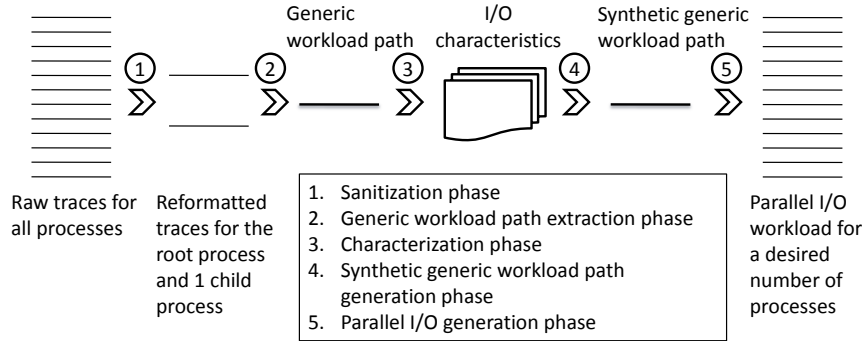 Generic
workload path
I/O
characteristics
Synthetic generic
workload path
1
2
3
4
5
Raw traces for
all processes
Reformatted
traces for the
root process
and 1 child
process
1. Sanitization phase
2. Generic workload path extraction phase
3. Characterization phase
4. Synthetic generic workload path
generation phase
5. Parallel I/O generation phase
Parallel I/O
workload for
a desired
number of
processes